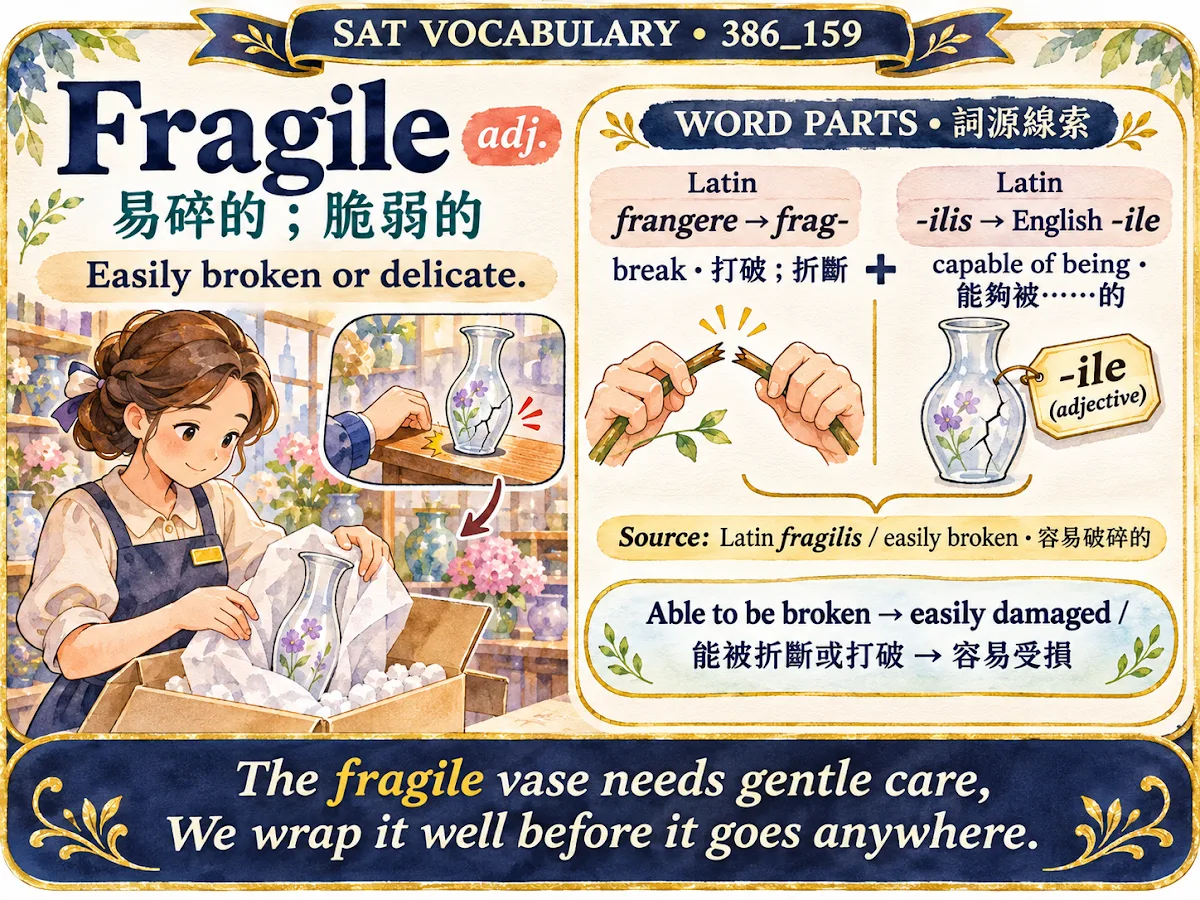 SAT VOCABULARY • 386_159
Fragile adj.
易碎的；脆弱的
Easily broken or delicate.
WORD PARTS • 詞源線索
Latin
frangere → frag-
break • 打破；折斷
+
Latin
-ilis → English -ile
capable of being •
能夠被……的
-ile
(adjective)
Source: Latin fragilis / easily broken • 容易破碎的
Able to be broken → easily damaged /
能被折斷或打破 → 容易受損
The fragile vase needs gentle care,
We wrap it well before it goes anywhere.